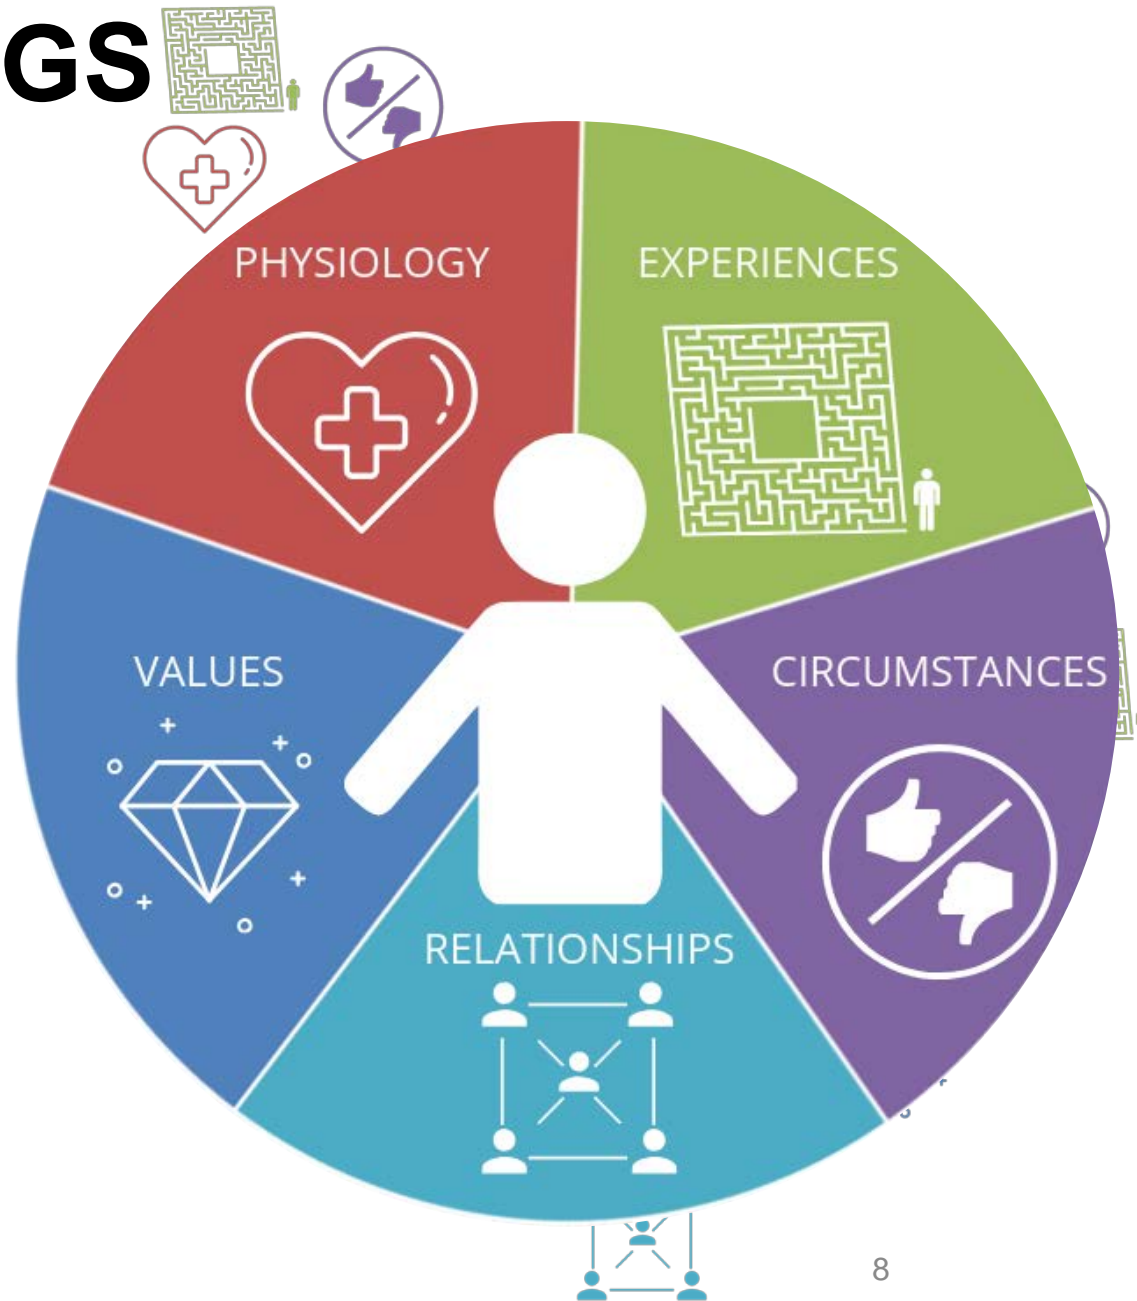 GS
PHYSIOLOGY
EXPERIENCES
VALUES
CIRCUMSTANCES
RELATIONSHIPS
8